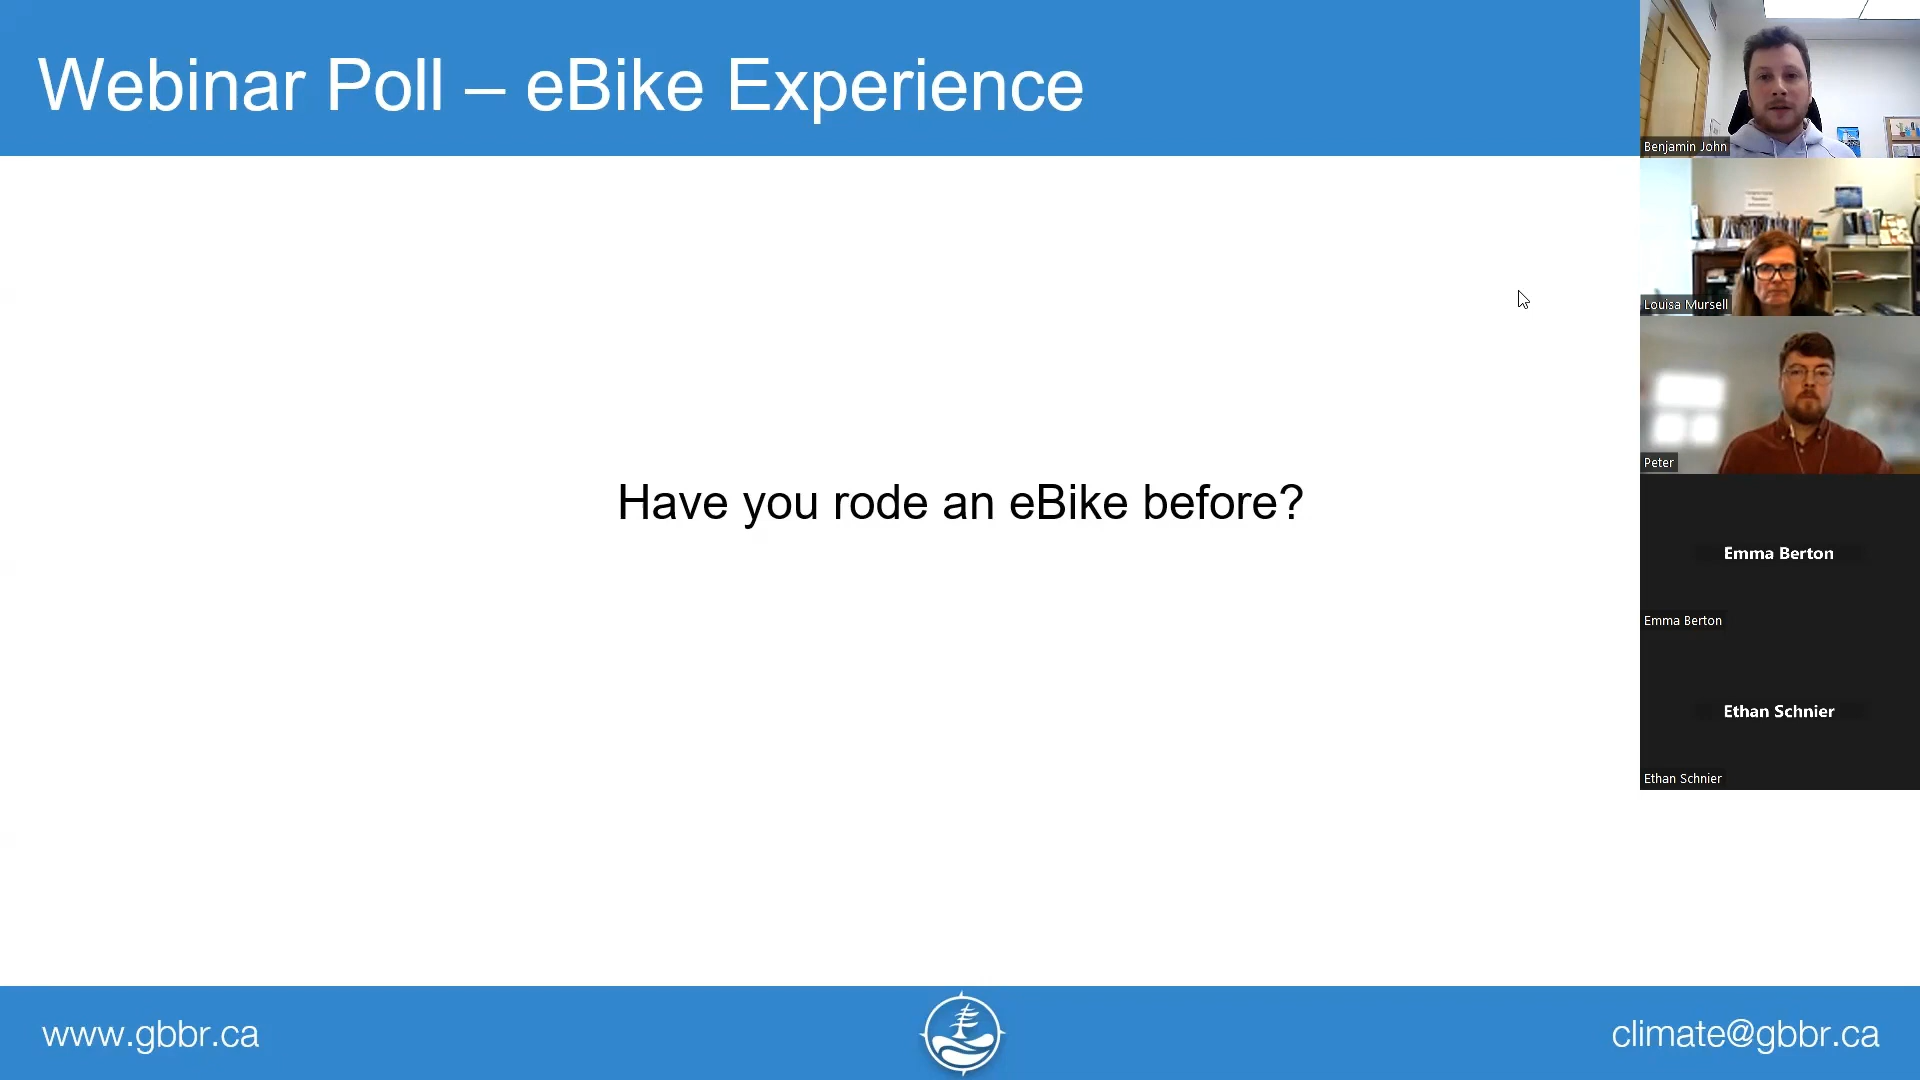 Webinar Poll – eBike Experience
Have you rode an eBike before?
www.gbbr.ca
climate@gbbr.ca
Benjamin John
Louisa Mursell
Peter
Emma Berton
Emma Berton
Ethan Schnier
Ethan Schnier